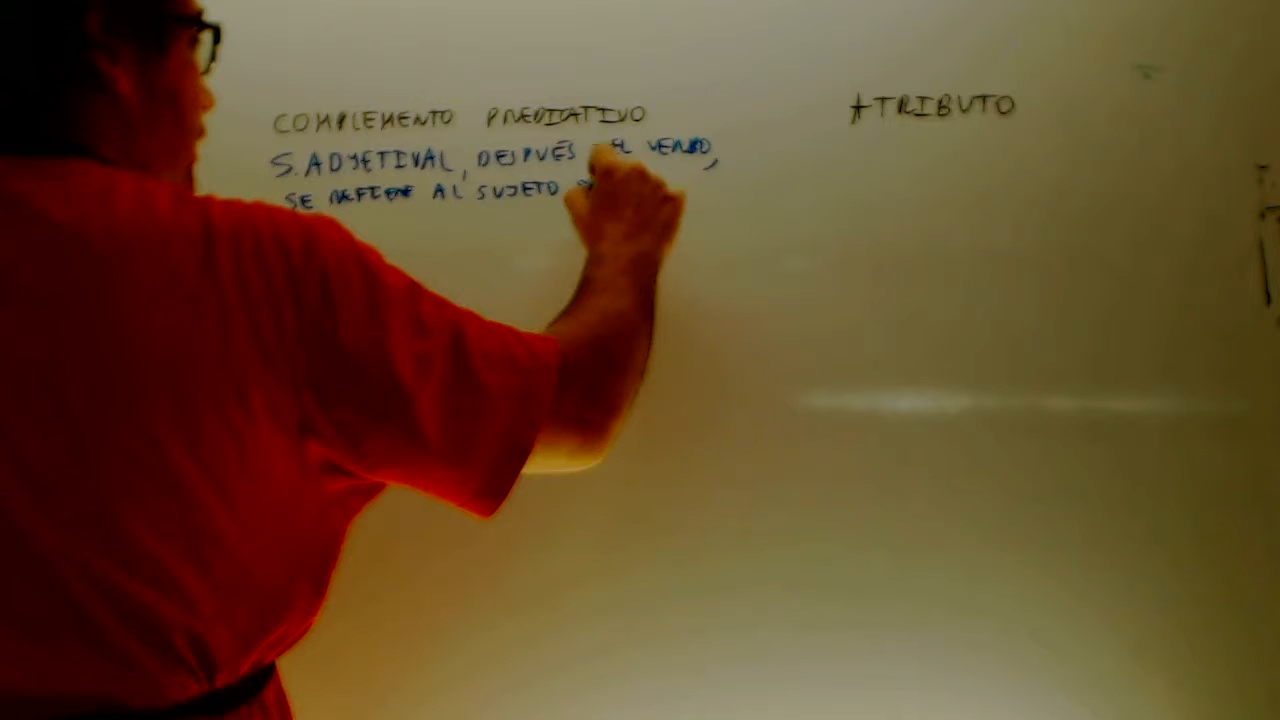 COMPLEMENTO PREDICATIVO
S. ADJETIVAL, DESPUÉS EL VERBO,
SE REFIERE AL SUJETO
ATRIBUTO